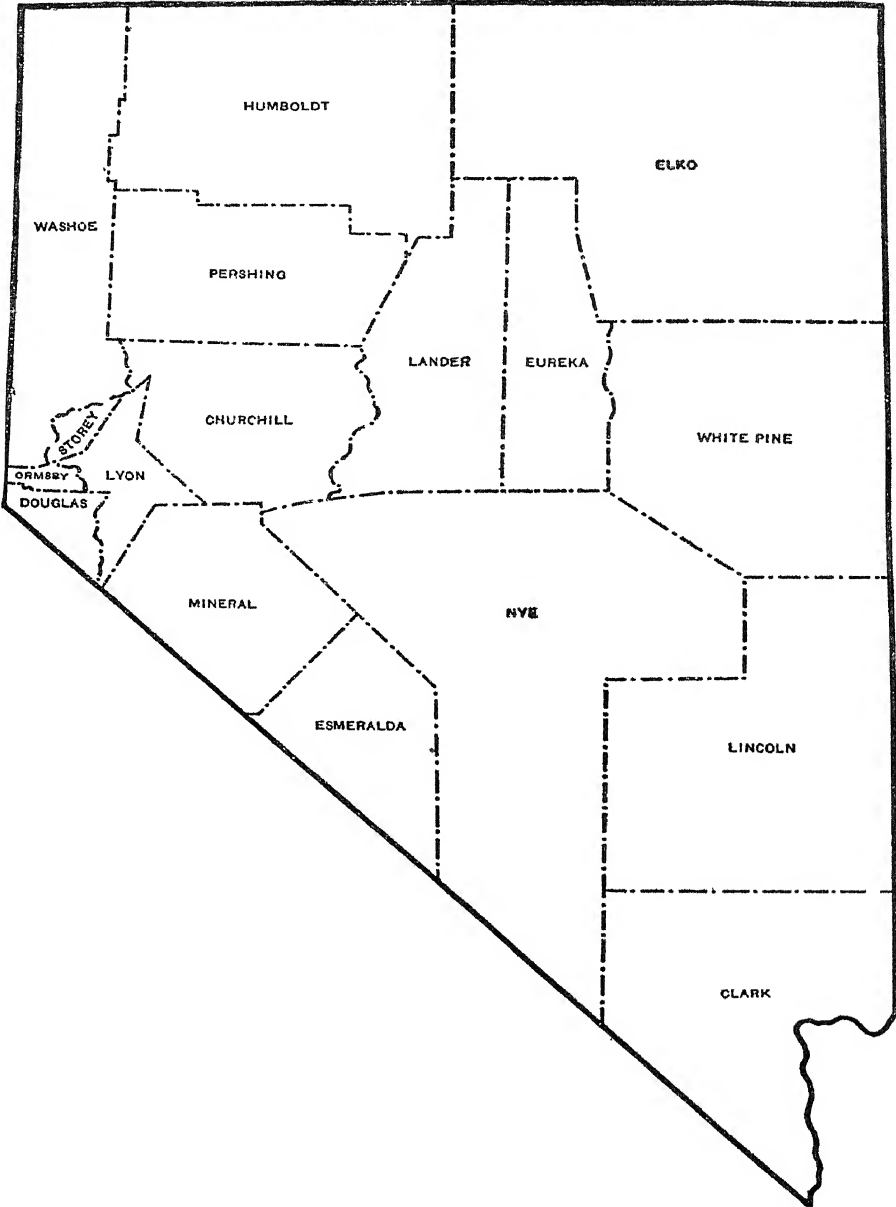 HUMBOLDT
ELKO
WASHOE
PERSHING
LANDER
EUREKA
CHURCHILL
STOREY
WHITE PINE
ORMSBY
LYON
DOUGLAS
MINERAL
NYE
ESMERALDA
LINCOLN
CLARK